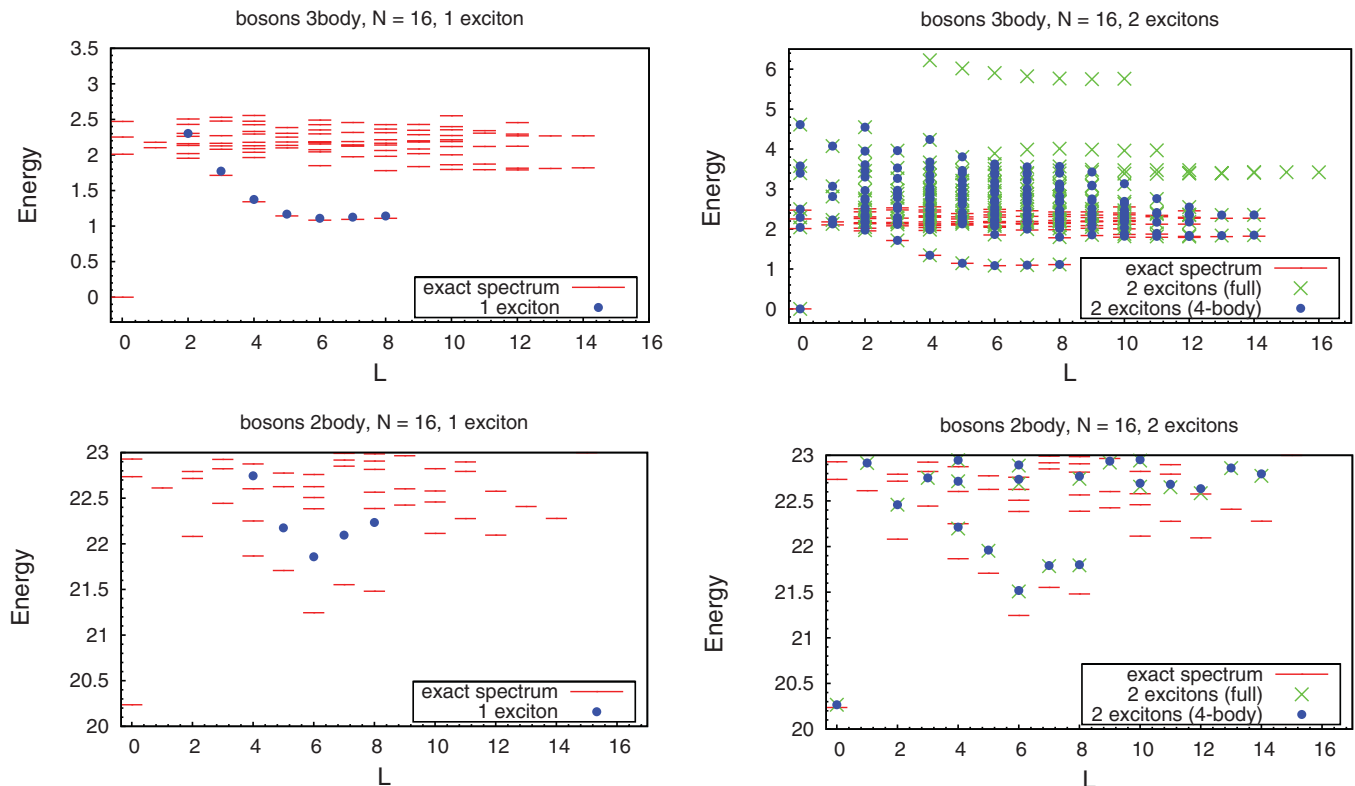 bosons 3body, N = 16, 1 exciton
3.5
3
2.5
2
1.5
1
0.5
0
Energy
exact spectrum
1 exciton
0 2 4 6 8 10 12 14 16
L
bosons 3body, N = 16, 2 excitons
6
5
4
3
2
1
0
Energy
exact spectrum
2 excitons (full)
2 excitons (4-body)
0 2 4 6 8 10 12 14 16
L
bosons 2body, N = 16, 1 exciton
23
22.5
22
21.5
21
20.5
20
Energy
exact spectrum
1 exciton
0 2 4 6 8 10 12 14 16
L
bosons 2body, N = 16, 2 excitons
23
22.5
22
21.5
21
20.5
20
Energy
exact spectrum
2 excitons (full)
2 excitons (4-body)
0 2 4 6 8 10 12 14 16
L